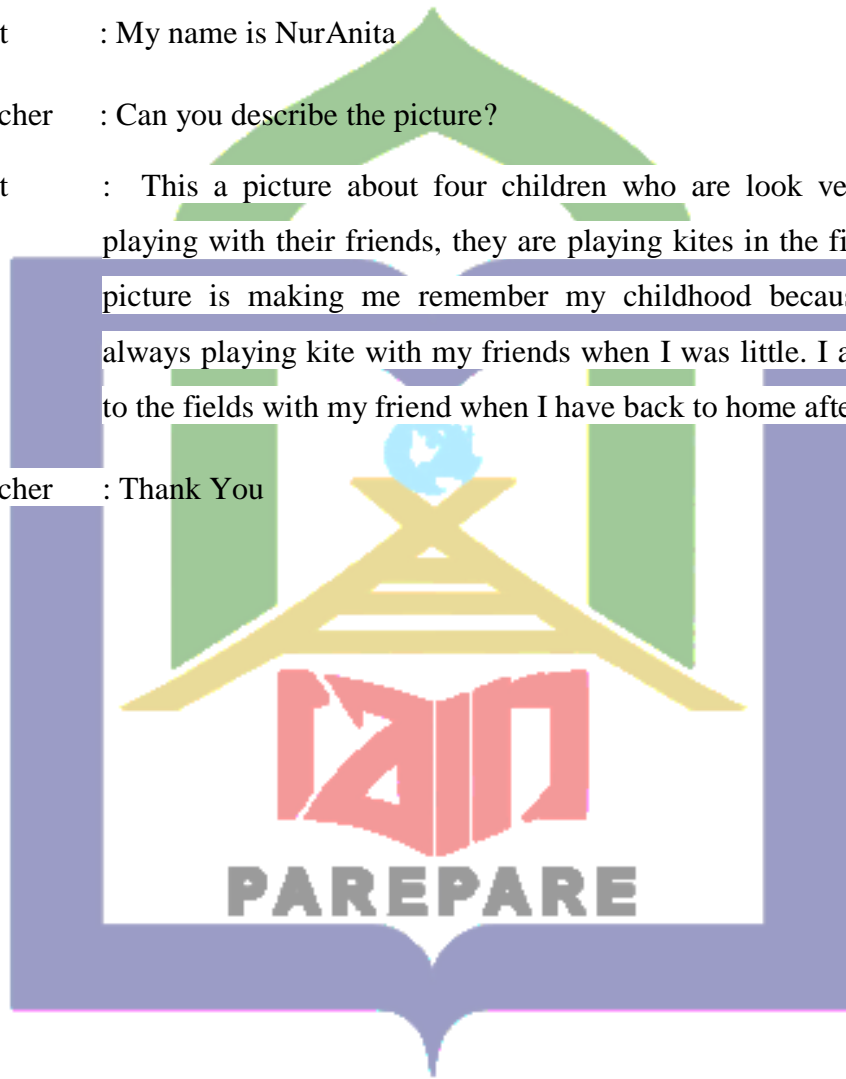 t : My name is NurAnita
cher : Can you describe the picture?
t : This a picture about four children who are look ve
playing with their friends, they are playing kites in the fi
picture is making me remember my childhood becaus
always playing kite with my friends when I was little. I a
to the fields with my friend when I have back to home afte
cher : Thank You
iain
PAREPARE